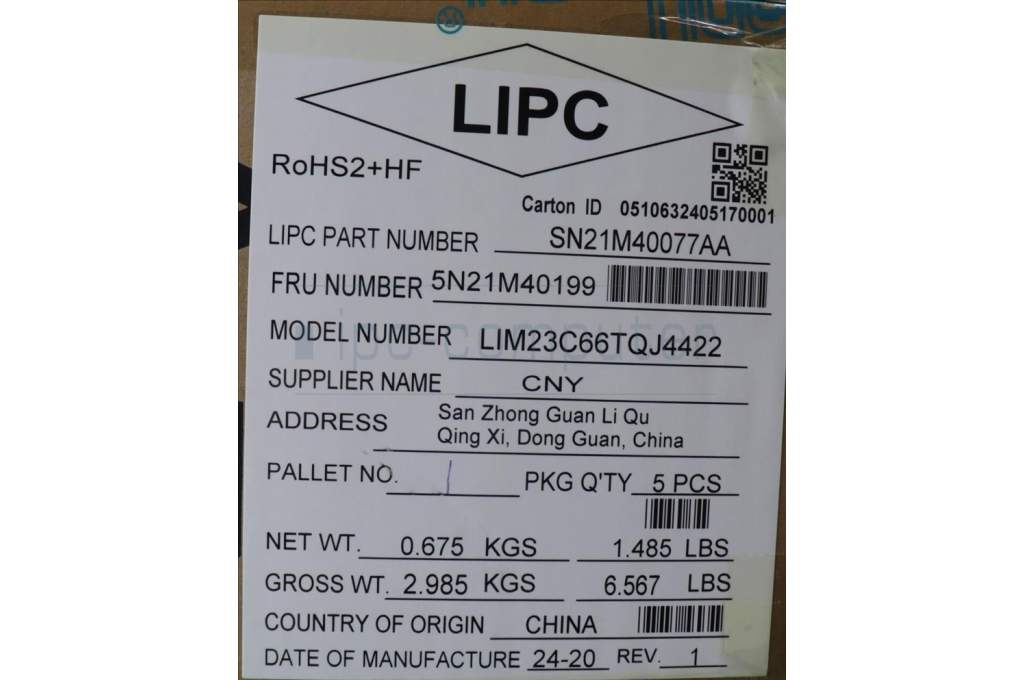 LIPC
RoHS2+HF
Carton ID 0510632405170001
LIPC PART NUMBER SN21M40077AA
FRU NUMBER 5N21M40199
MODEL NUMBER LIM23C66TQJ4422
ipc computer
SUPPLIER NAME CNY
ADDRESS San Zhong Guan Li Qu
Qing Xi, Dong Guan, China
PALLET NO. 1 PKG Q'TY 5 PCS
NET WT. 0.675 KGS 1.485 LBS
GROSS WT. 2.985 KGS 6.567 LBS
COUNTRY OF ORIGIN CHINA
DATE OF MANUFACTURE 24-20 REV. 1